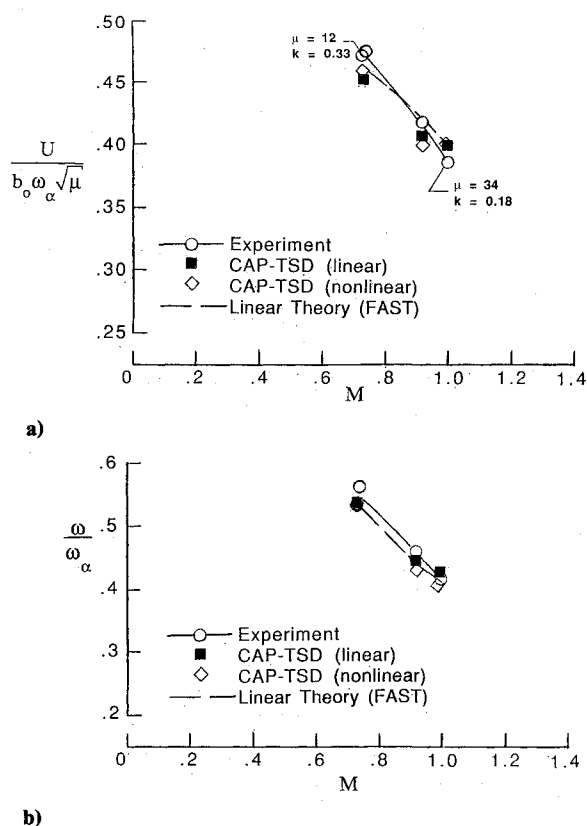 .50
μ = 12
k = 0.33
.45
U
b₀ω_α√μ
.40
μ = 34
k = 0.18
.35
Experiment
CAP-TSD (linear)
.30
CAP-TSD (nonlinear)
Linear Theory (FAST)
.25
0 .2 .4 .6 .8 1.0 1.2 1.4
M
a)
.6
ω
ω_α
.5
.4
Experiment
.3
CAP-TSD (linear)
CAP-TSD (nonlinear)
.2
Linear Theory (FAST)
0 .2 .4 .6 .8 1.0 1.2 1.4
M
b)